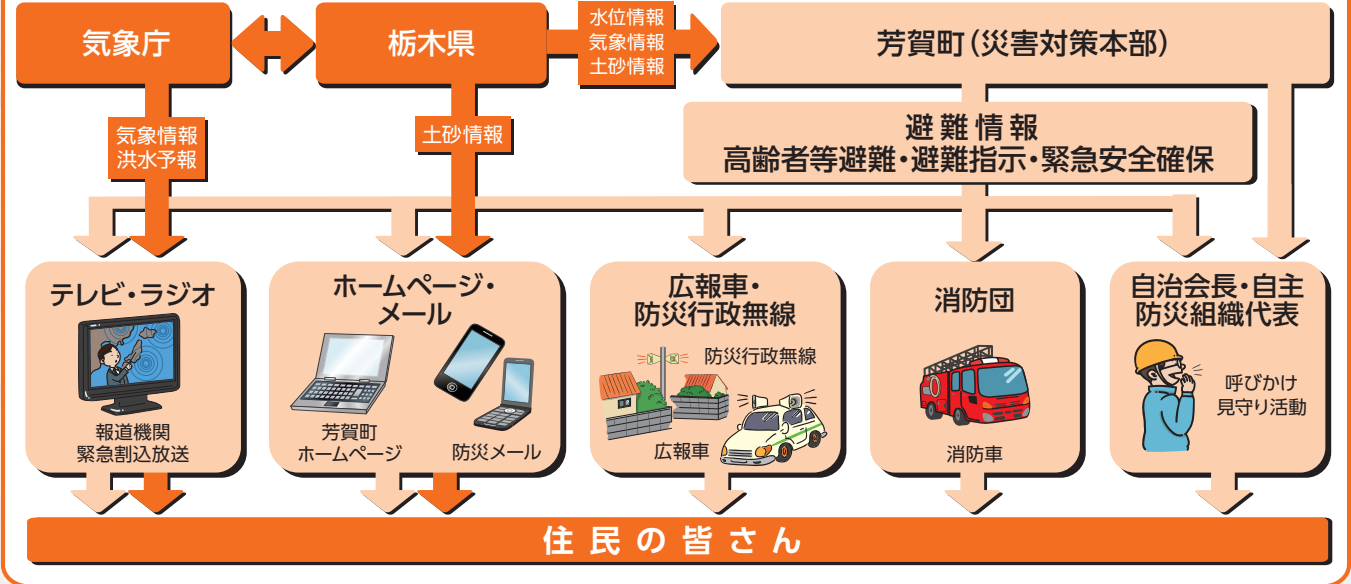 気象庁
栃木県
水位情報
気象情報
土砂情報
芳賀町(災害対策本部)
気象情報
洪水予報
土砂情報
避難情報
高齢者等避難・避難指示・緊急安全確保
テレビ・ラジオ
報道機関
緊急割込放送
ホームページ・
メール
芳賀町
ホームページ
防災メール
広報車・
防災行政無線
防災行政無線
広報車
消防団
消防車
自治会長・自主
防災組織代表
呼びかけ
見守り活動
住民の皆さん